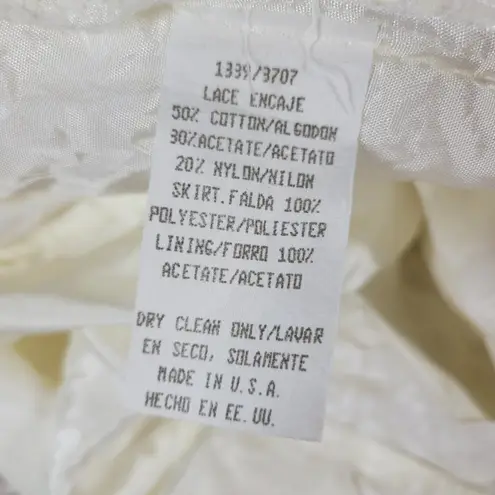 1339/3707
LACE ENCAJE
50% COTTON/ALGODON
30%ACETATE/ACETATO
20% NYLON/NILON
SKIRT.FALDA 100%
POLYESTER/POLIESTER
LINING/FORRO 100%
ACETATE/ACETATO
DRY CLEAN ONLY/LAVAR
EN SECO, SOLAMENTE
MADE IN U.S.A.
HECHO EN EE.UU.